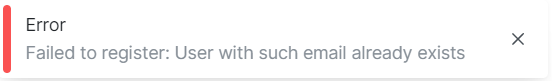 Error
Failed to register: User with such email already exists